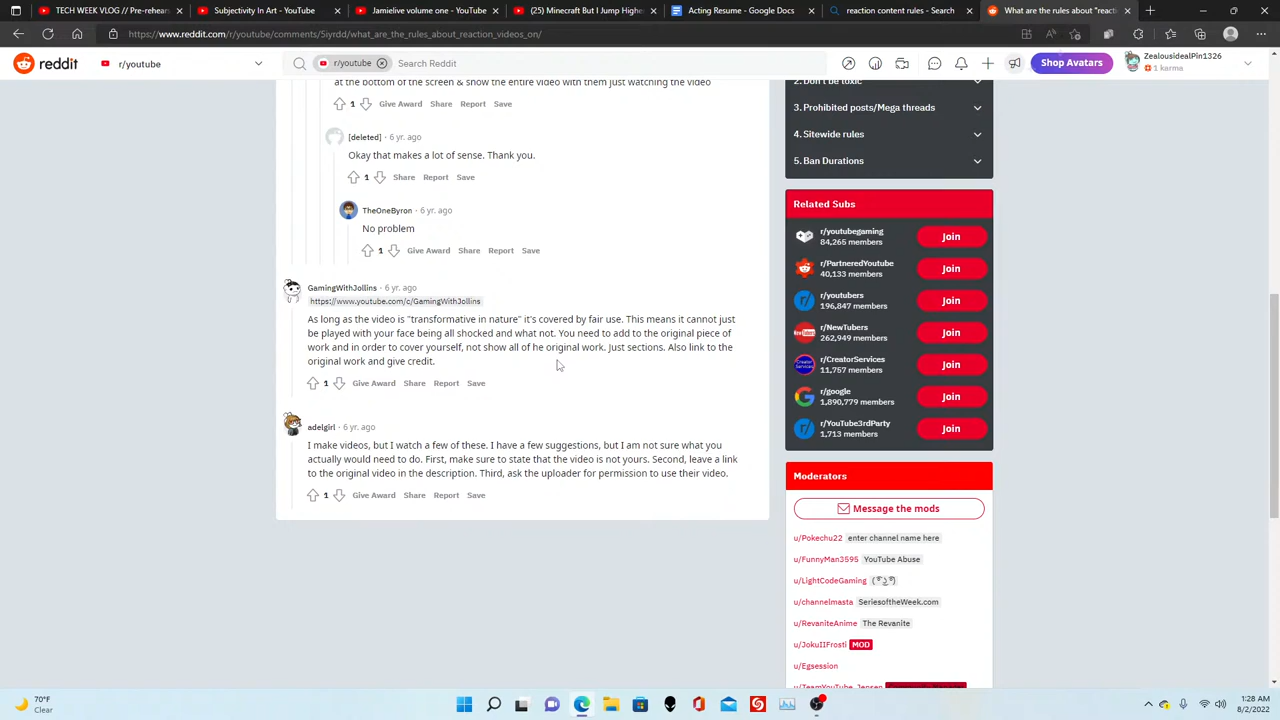 TECH WEEK VLOG // Pre-rehear
Subjectivity In Art - YouTube
Jamielive volume one - YouTube
(25) Minecraft But I Jump Highe
Acting Resume - Google Docs
reaction content rules - Search
What are the rules about "reacti
https://www.reddit.com/r/youtube/comments/5iyrdd/what_are_the_rules_about_reaction_videos_on/
reddit
r/youtube
r/youtube
Search Reddit
Shop Avatars
ZealousidealPin1326
1 karma
at the bottom of the screen & show the entire video with them just watching the video
1 Give Award Share Report Save
[deleted] · 6 yr. ago
Okay that makes a lot of sense. Thank you.
1 Share Report Save
TheOneByron · 6 yr. ago
No problem
1 Give Award Share Report Save
GamingWithJollins · 6 yr. ago
https://www.youtube.com/c/GamingWithJollins
As long as the video is "transformative in nature" it's covered by fair use. This means it cannot just
be played with your face being all shocked and what not. You need to add to the original piece of
work and in order to cover yourself, not show all of he original work. Just sections. Also link to the
original work and give credit.
1 Give Award Share Report Save
adelgirl · 6 yr. ago
I make videos, but I watch a few of these. I have a few suggestions, but I am not sure what you
actually would need to do. First, make sure to state that the video is not yours. Second, leave a link
to the original video in the description. Third, ask the uploader for permission to use their video.
1 Give Award Share Report Save
2. Don't be toxic
3. Prohibited posts/Mega threads
4. Sitewide rules
5. Ban Durations
Related Subs
r/youtubegaming
84,265 members
Join
r/PartneredYoutube
40,133 members
Join
r/youtubers
196,847 members
Join
r/NewTubers
262,949 members
Join
r/CreatorServices
11,757 members
Join
r/google
1,890,779 members
Join
r/YouTube3rdParty
1,713 members
Join
Moderators
Message the mods
u/Pokechu22 enter channel name here
u/FunnyMan3595 YouTube Abuse
u/LightCodeGaming ( ͡° ͜ʖ ͡°)
u/channelmasta SeriesoftheWeek.com
u/RevaniteAnime The Revanite
u/JokuIIFrosti MOD
u/Egsession
u/TeamYouTube_Jensen
70°F
Clear
1:28 AM
8/2/2022